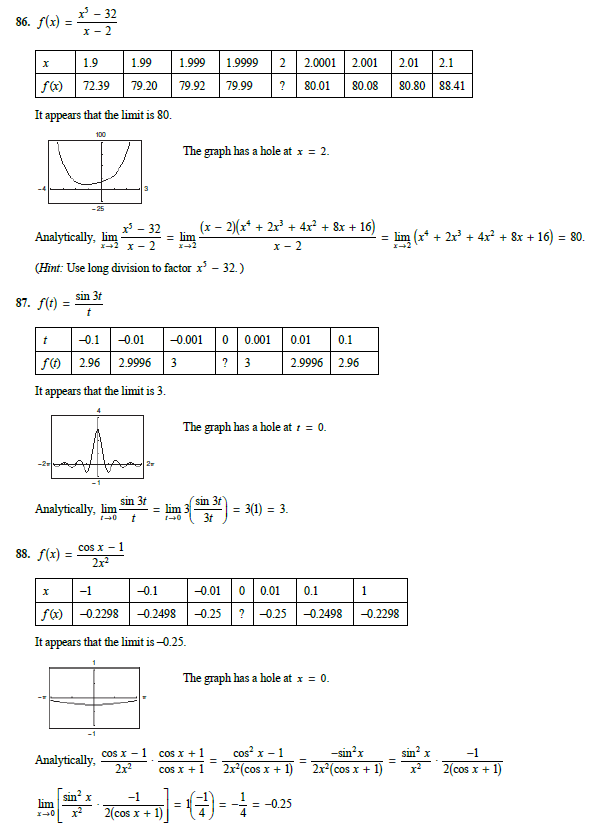 86. f(x) = (x⁵ − 32)/(x − 2)
x 1.9 1.99 1.999 1.9999 2 2.0001 2.001 2.01 2.1
f(x) 72.39 79.20 79.92 79.99 ? 80.01 80.08 80.80 88.41
It appears that the limit is 80.
100
The graph has a hole at x = 2.
−4 3
−25
Analytically, lim x→2 (x⁵ − 32)/(x − 2) = lim x→2 (x − 2)(x⁴ + 2x³ + 4x² + 8x + 16)/(x − 2) = lim x→2 (x⁴ + 2x³ + 4x² + 8x + 16) = 80.
(Hint: Use long division to factor x⁵ − 32.)
87. f(t) = sin 3t/t
t −0.1 −0.01 −0.001 0 0.001 0.01 0.1
f(t) 2.96 2.9996 3 ? 3 2.9996 2.96
It appears that the limit is 3.
4
The graph has a hole at t = 0.
−2π 2π
−1
Analytically, lim t→0 sin 3t/t = lim t→0 3(sin 3t/3t) = 3(1) = 3.
88. f(x) = (cos x − 1)/2x²
x −1 −0.1 −0.01 0 0.01 0.1 1
f(x) −0.2298 −0.2498 −0.25 ? −0.25 −0.2498 −0.2298
It appears that the limit is −0.25.
1
The graph has a hole at x = 0.
−π π
−1
Analytically, (cos x − 1)/2x² · (cos x + 1)/(cos x + 1) = (cos² x − 1)/2x²(cos x + 1) = −sin² x/2x²(cos x + 1) = sin² x/x² · −1/2(cos x + 1)
lim x→0 [sin² x/x² · −1/2(cos x + 1)] = 1(−1/4) = −1/4 = −0.25